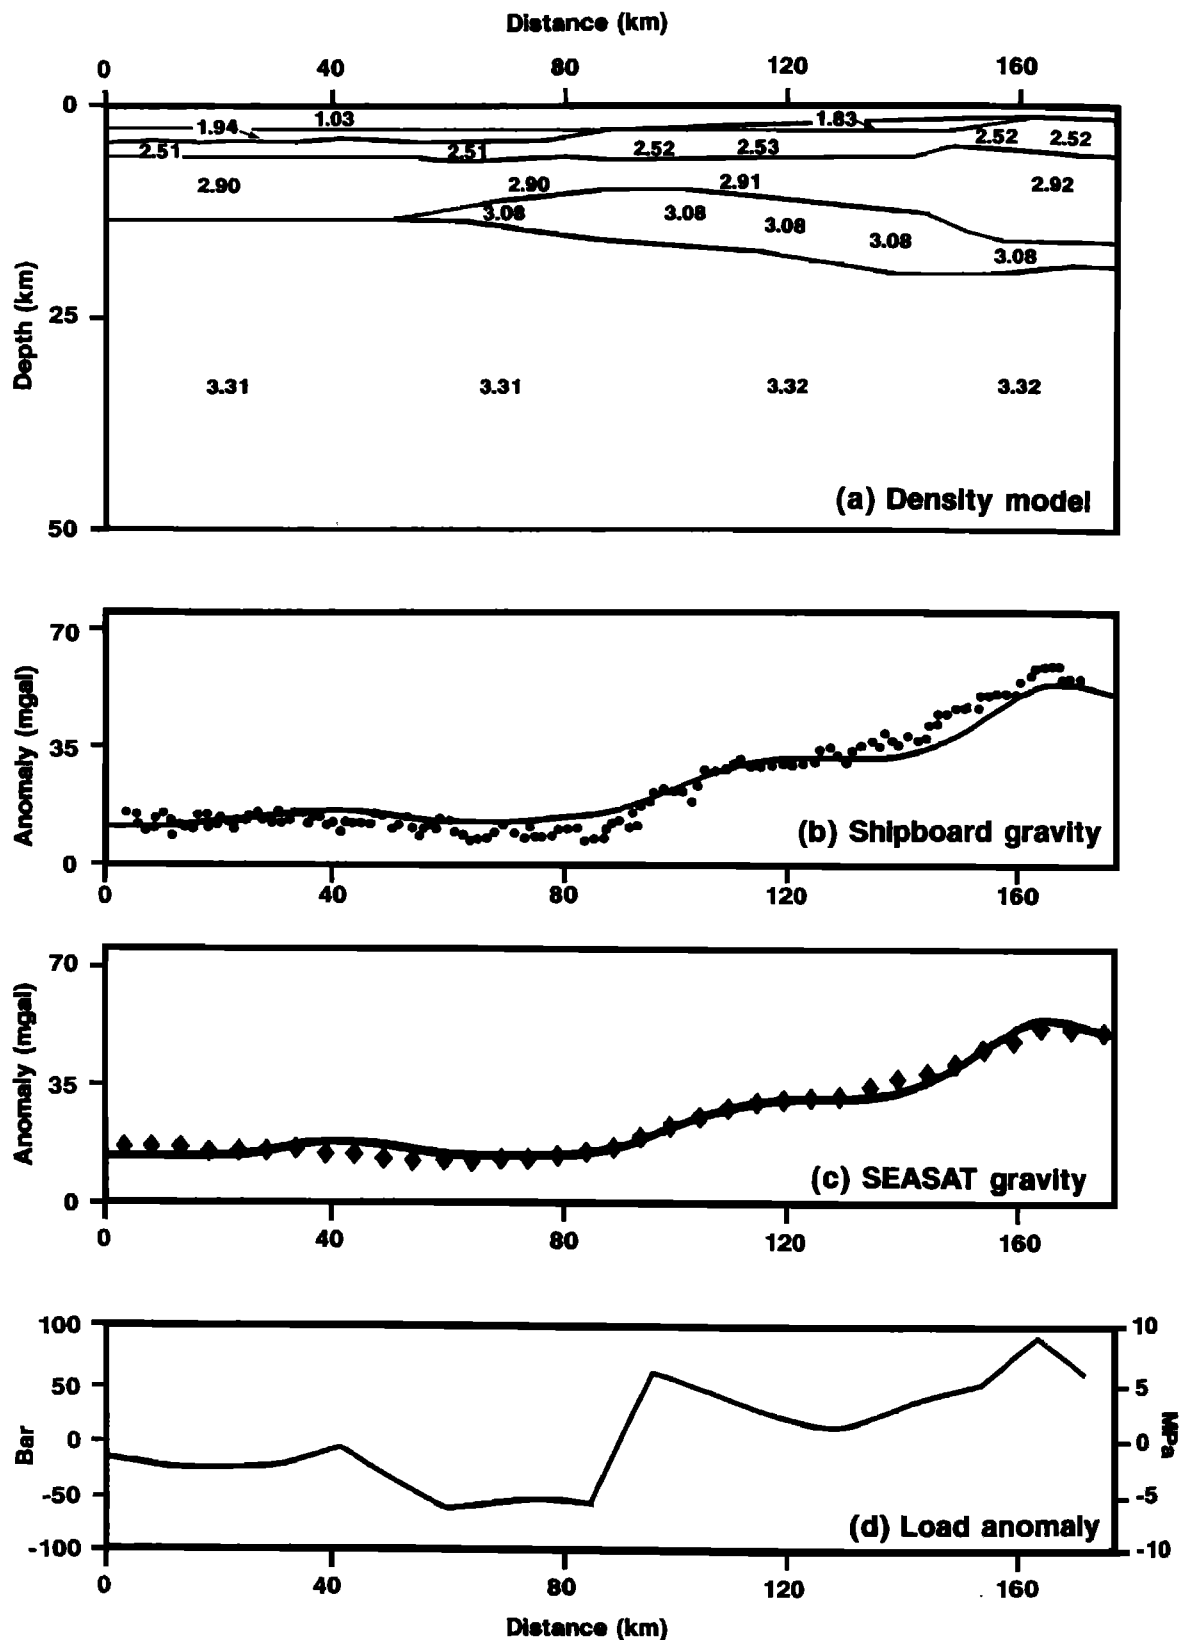 Distance (km)
0 40 80 120 160
0
1.03 1.83
1.94 2.52 2.52
2.51 2.51 2.52 2.53
2.90 2.90 2.91 2.92
3.08 3.08 3.08 3.08 3.08
25
Depth (km)
3.31 3.31 3.32 3.32
(a) Density model
50
70
35
0
Anomaly (mgal)
(b) Shipboard gravity
0 40 80 120 160
70
35
0
Anomaly (mgal)
(c) SEASAT gravity
0 40 80 120 160
100 10
50 5
0 0
-50 -5
-100 -10
Bar
MPa
(d) Load anomaly
0 40 80 120 160
Distance (km)